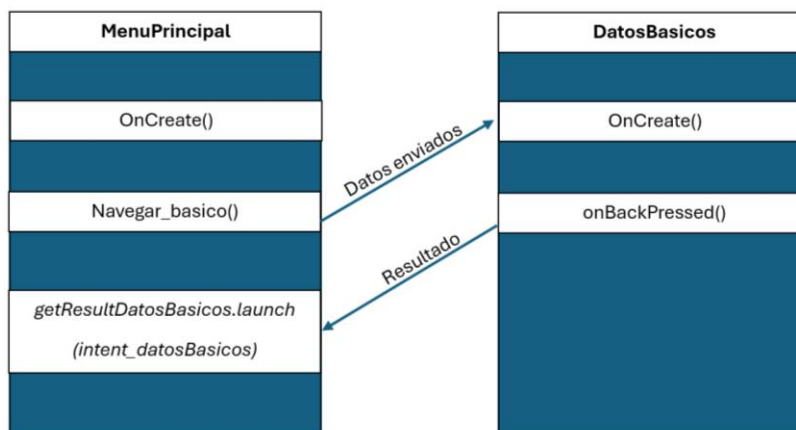 MenuPrincipal
OnCreate()
Navegar_basico()
getResultDatosBasicos.launch
(intent_datosBasicos)
Datos enviados
Resultado
DatosBasicos
OnCreate()
onBackPressed()